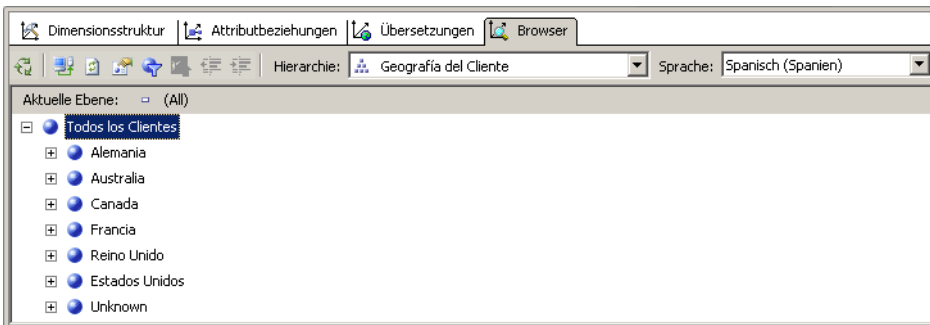 Dimensionsstruktur Attributbeziehungen Übersetzungen Browser
Hierarchie: Geografía del Cliente Sprache: Spanisch (Spanien)
Aktuelle Ebene: (All)
Todos los Clientes
Alemania
Australia
Canada
Francia
Reino Unido
Estados Unidos
Unknown